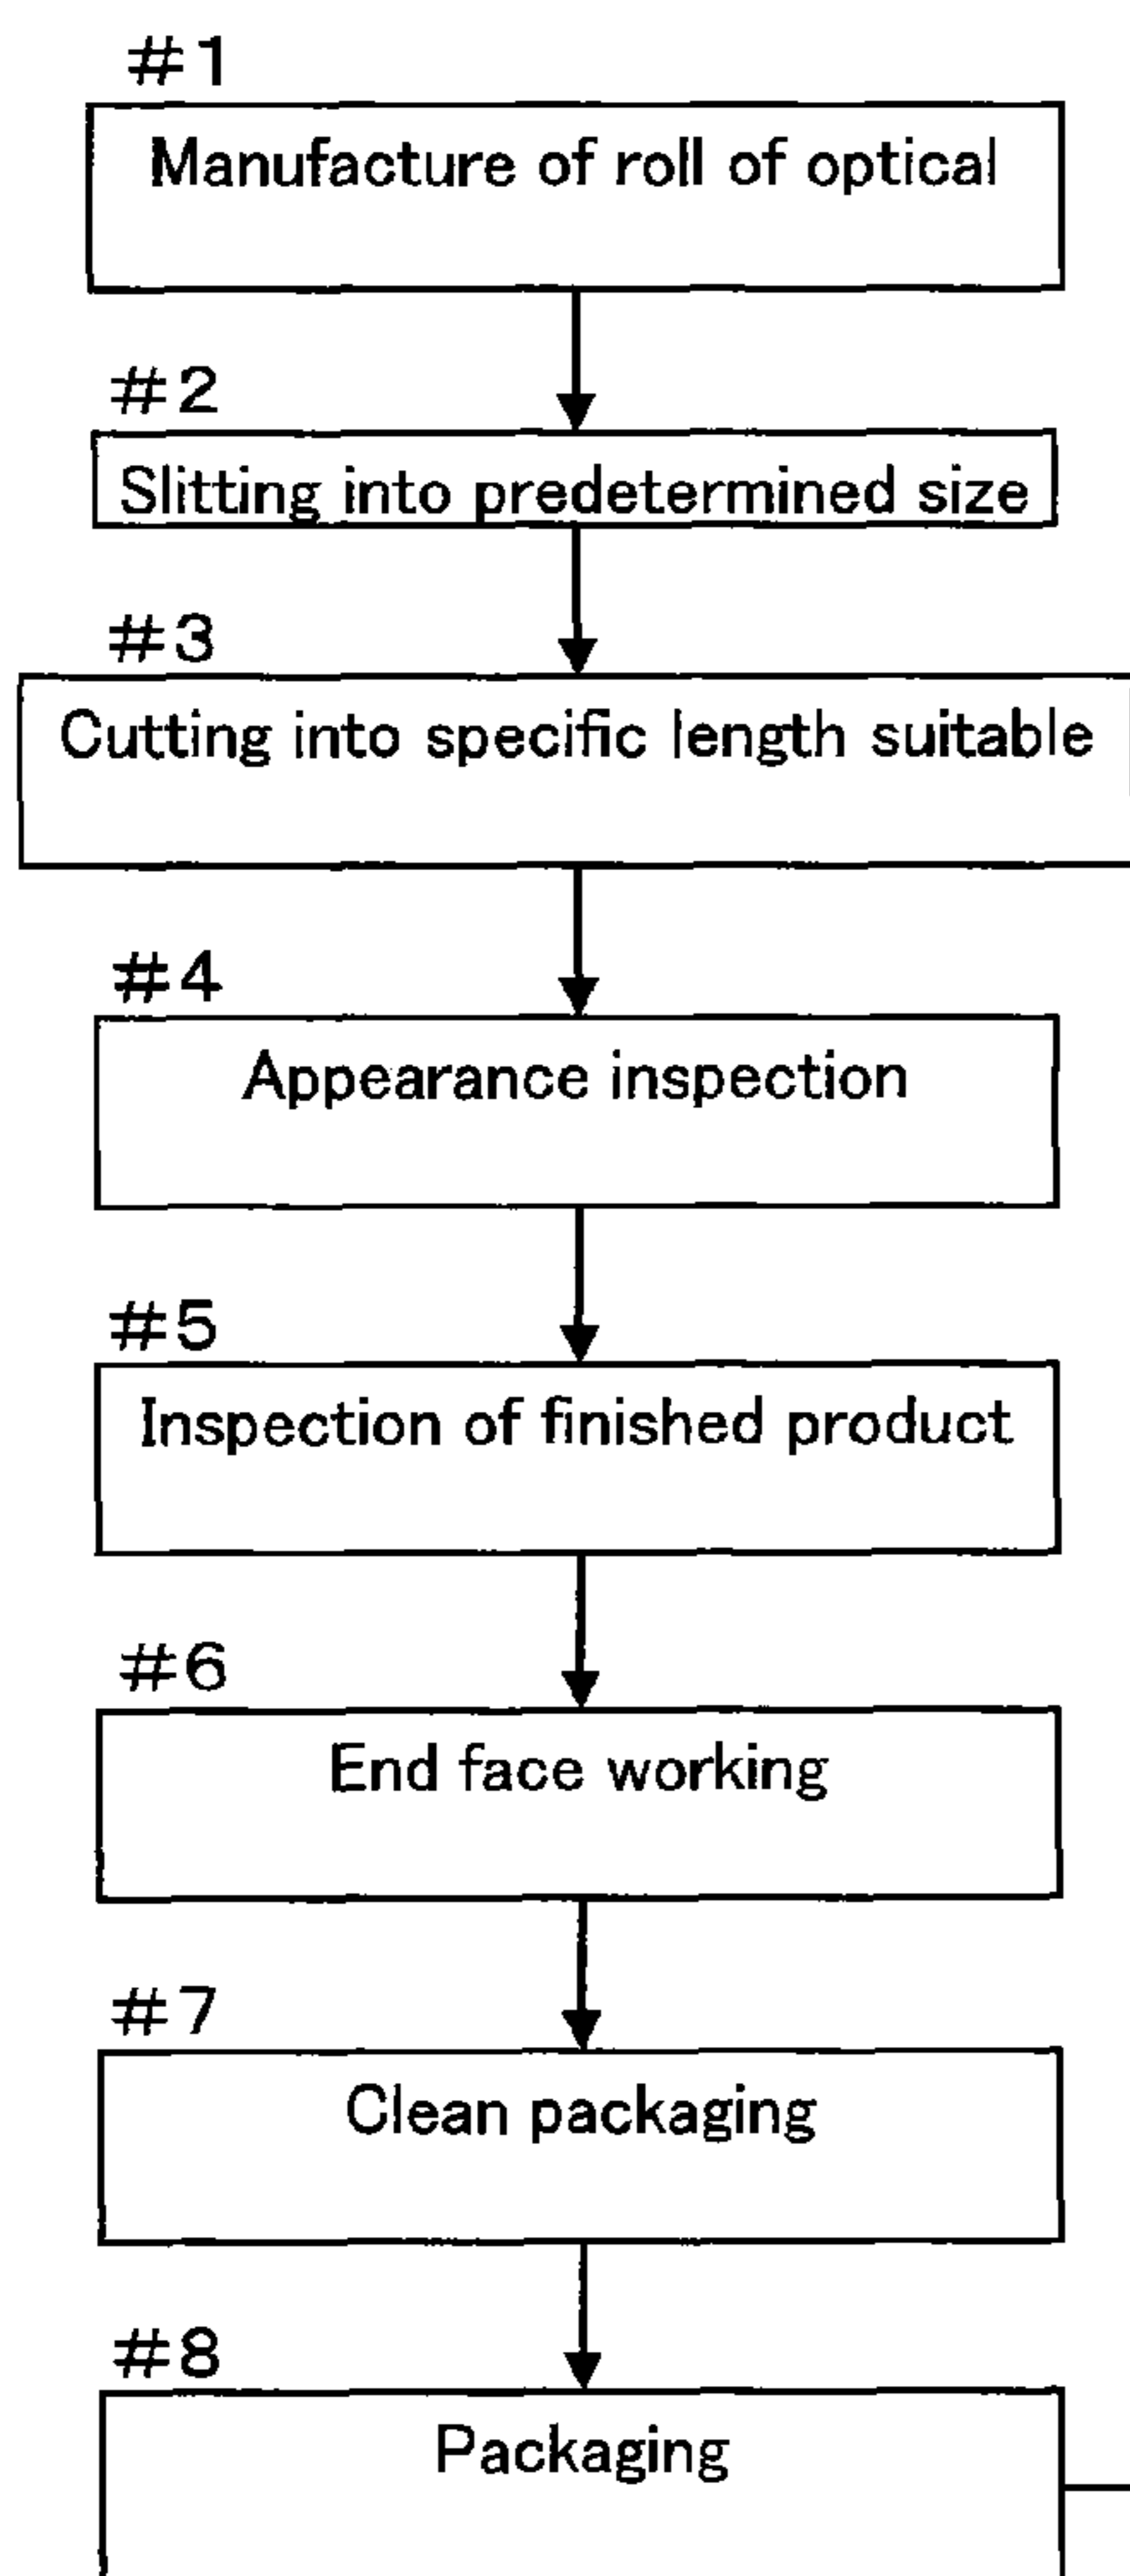 #1
Manufacture of roll of optical
#2
Slitting into predetermined size
#3
Cutting into specific length suitable
#4
Appearance inspection
#5
Inspection of finished product
#6
End face working
#7
Clean packaging
#8
Packaging